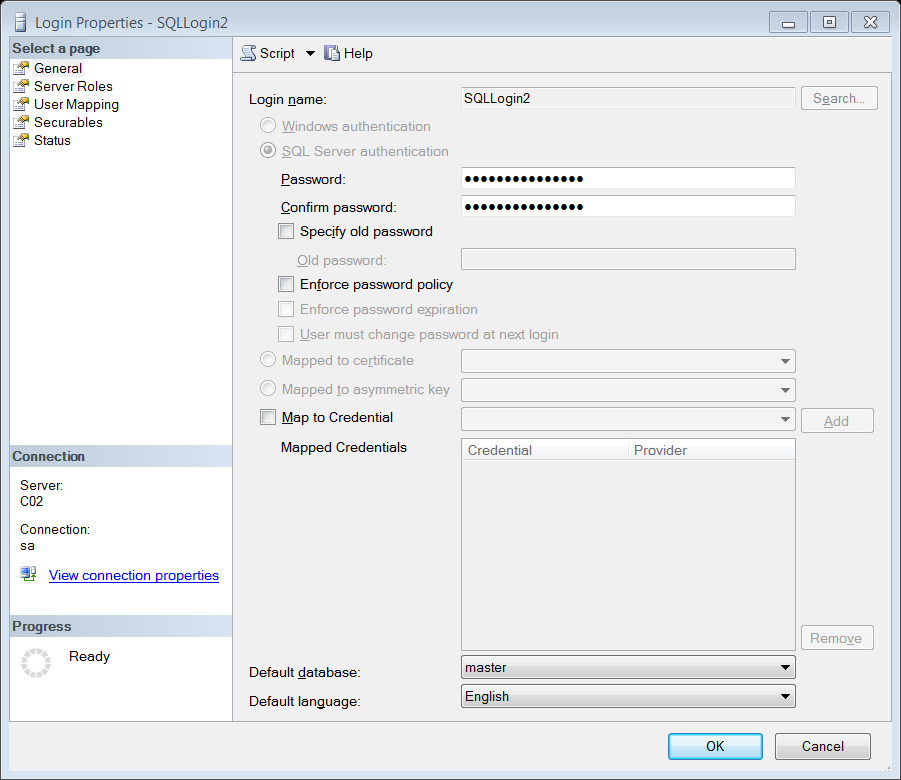 Login Properties - SQLLogin2
Select a page
General
Server Roles
User Mapping
Securables
Status
Connection
Server:
C02
Connection:
sa
View connection properties
Progress
Ready
Script Help
Login name: SQLLogin2 Search...
Windows authentication
SQL Server authentication
Password: ●●●●●●●●●●●●●●●
Confirm password: ●●●●●●●●●●●●●●●
Specify old password
Old password:
Enforce password policy
Enforce password expiration
User must change password at next login
Mapped to certificate
Mapped to asymmetric key
Map to Credential Add
Mapped Credentials Credential Provider
Remove
Default database: master
Default language: English
OK Cancel